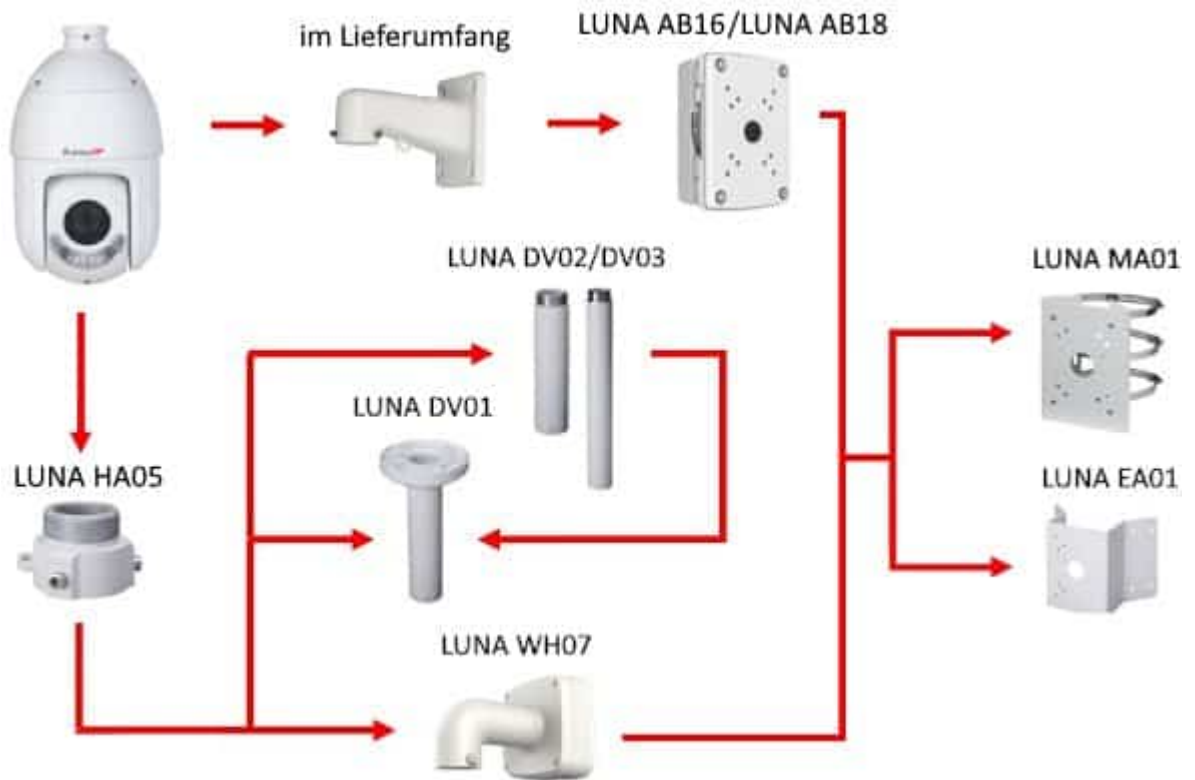 im Lieferumfang
LUNA AB16/LUNA AB18
LUNA DV02/DV03
LUNA MA01
LUNA DV01
LUNA HA05
LUNA EA01
LUNA WH07